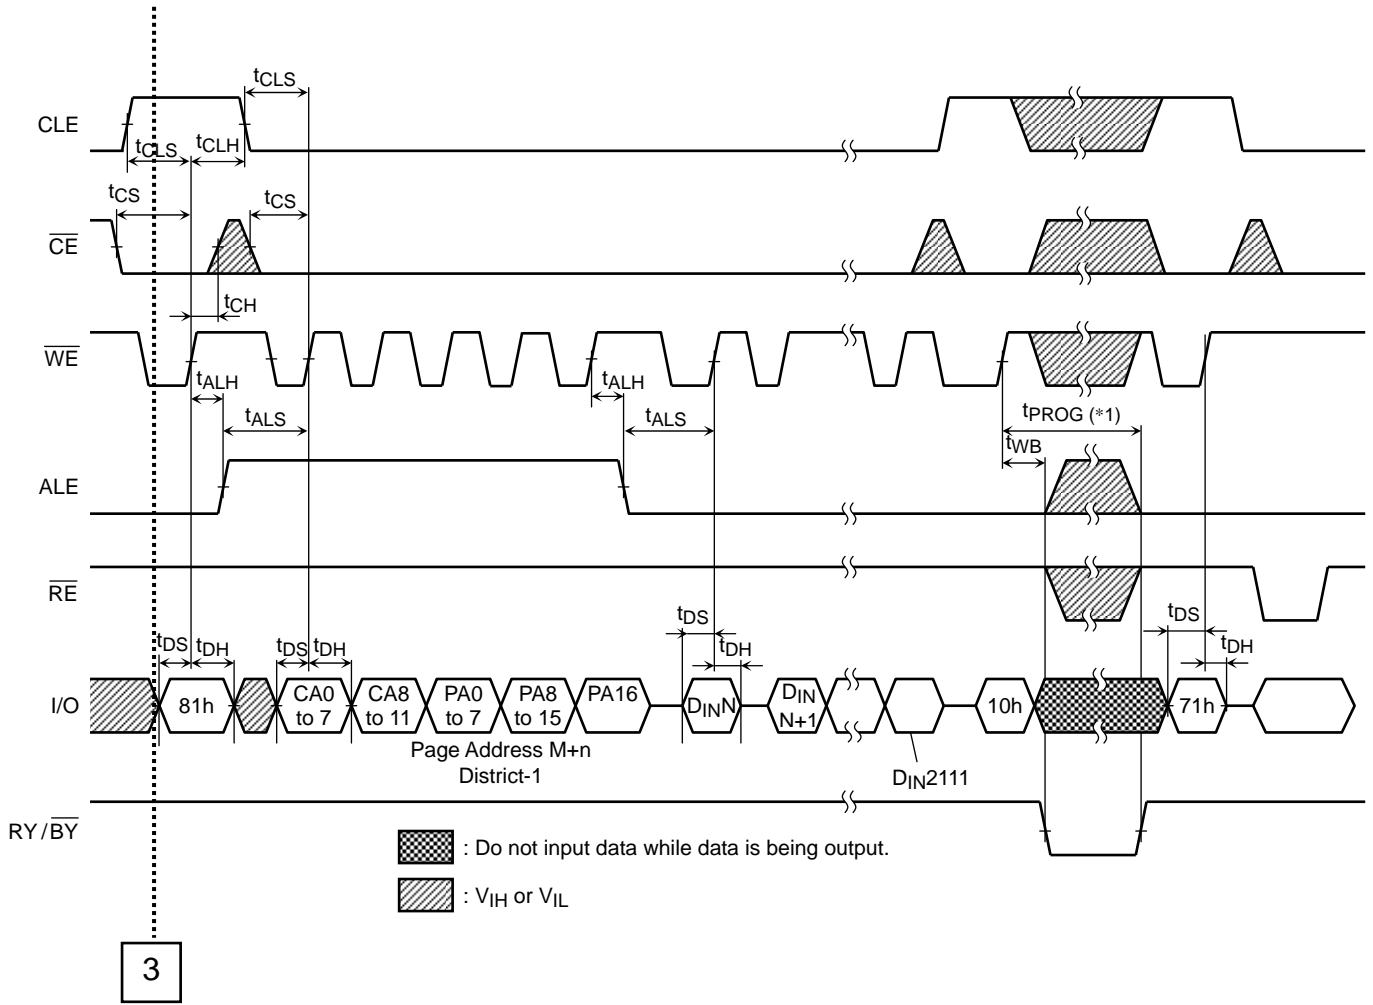 tCLS
CLE
tCLS
tCLH
tCS
tCS
CE
tCH
WE
tALH
tALH
tALS
tALS
tPROG (*1)
tWB
ALE
RE
tDS
tDH
tDS
tDH
tDS
tDH
tDS
tDH
I/O
81h
CA0
to 7
CA8
to 11
PA0
to 7
PA8
to 15
PA16
DINN
DIN
N+1
10h
71h
Page Address M+n
District-1
DIN2111
RY/BY
: Do not input data while data is being output.
: VIH or VIL
3